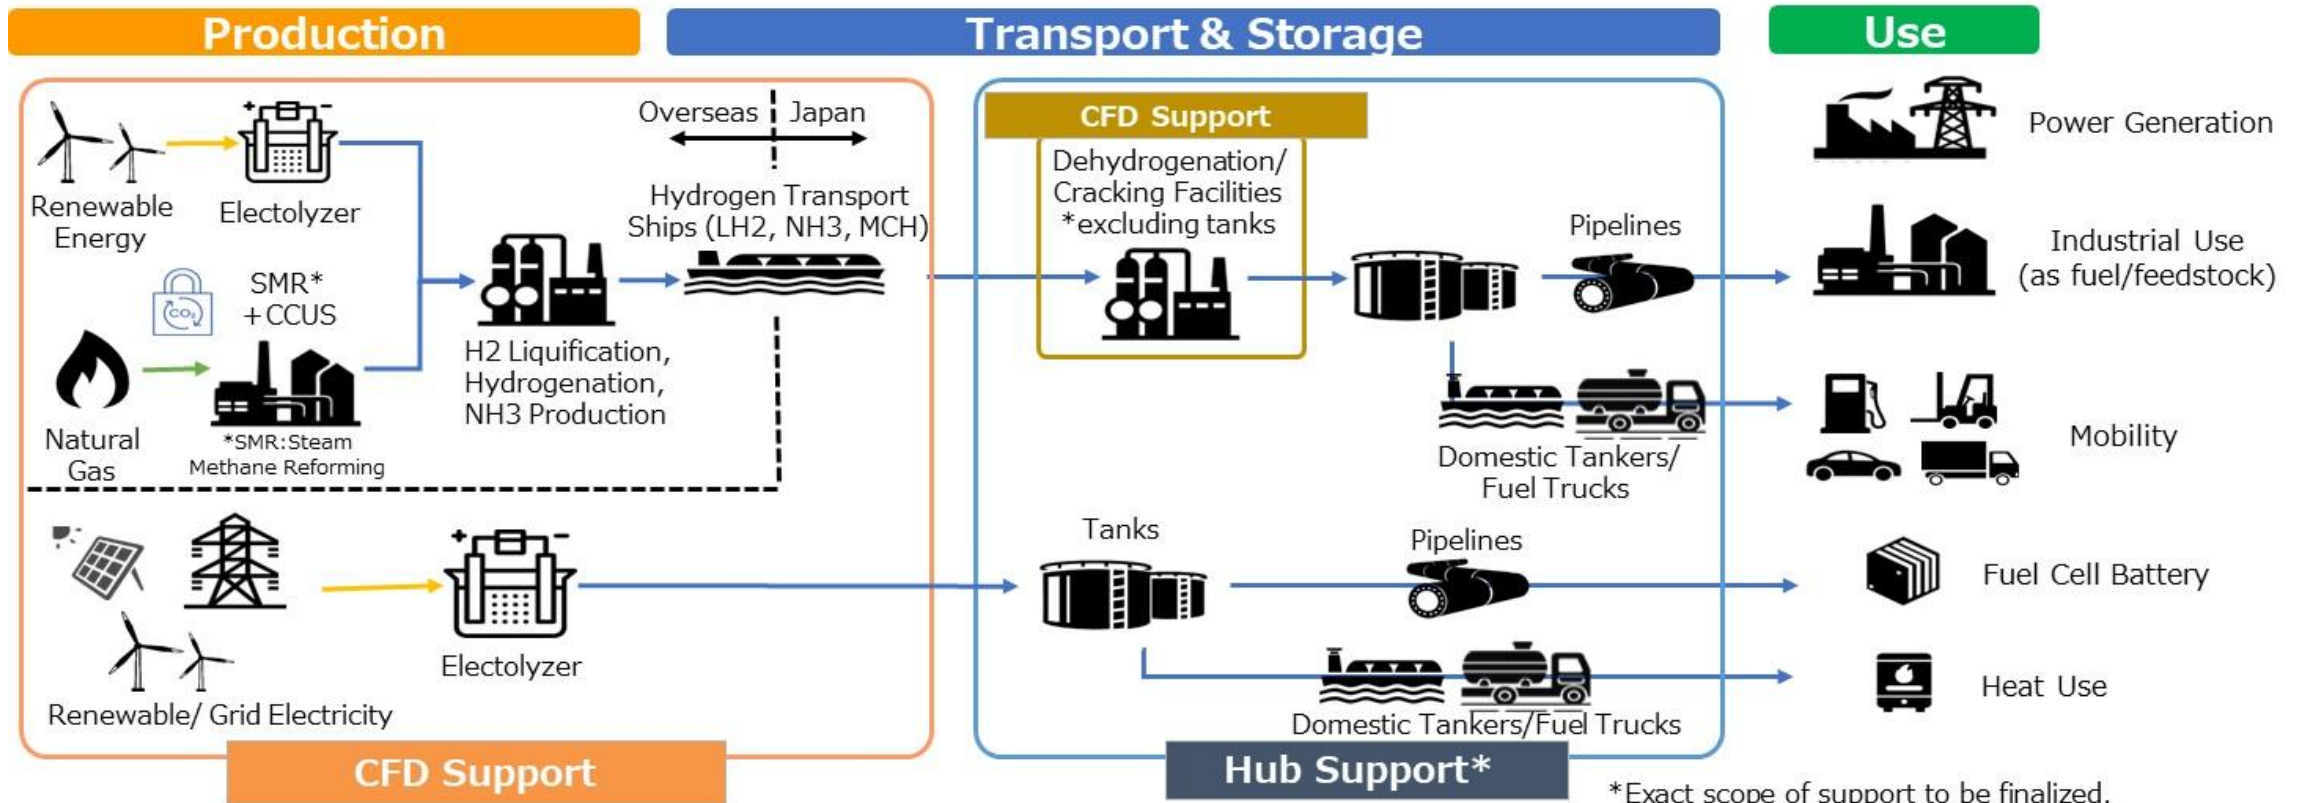 Production
Transport & Storage
Use
Renewable
Energy
Electolyzer
SMR*
+CCUS
CO₂
Natural
Gas
*SMR:Steam
Methane Reforming
H2 Liquification,
Hydrogenation,
NH3 Production
Overseas
Japan
Hydrogen Transport
Ships (LH2, NH3, MCH)
Renewable/ Grid Electricity
Electolyzer
CFD Support
CFD Support
Dehydrogenation/
Cracking Facilities
*excluding tanks
Pipelines
Domestic Tankers/
Fuel Trucks
Tanks
Pipelines
Domestic Tankers/Fuel Trucks
Hub Support*
Power Generation
Industrial Use
(as fuel/feedstock)
Mobility
Fuel Cell Battery
Heat Use
*Exact scope of support to be finalized.